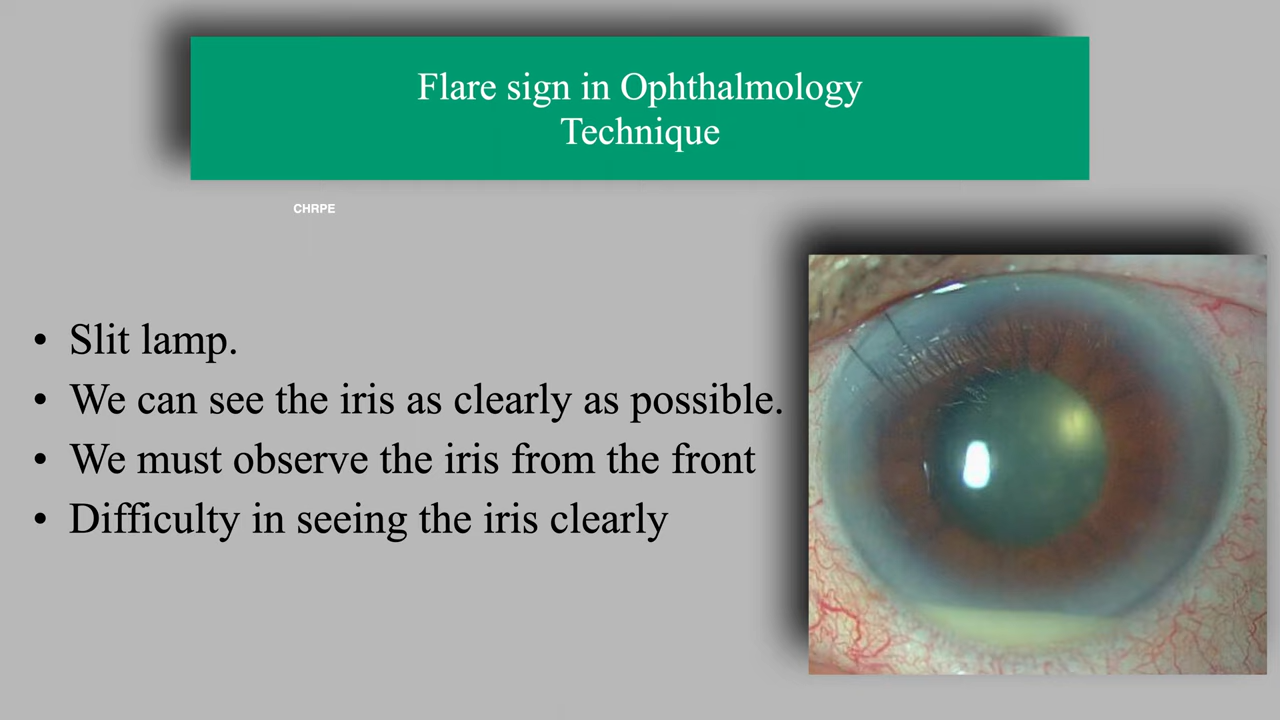 Flare sign in Ophthalmology
Technique
CHRPE
• Slit lamp.
• We can see the iris as clearly as possible.
• We must observe the iris from the front
• Difficulty in seeing the iris clearly